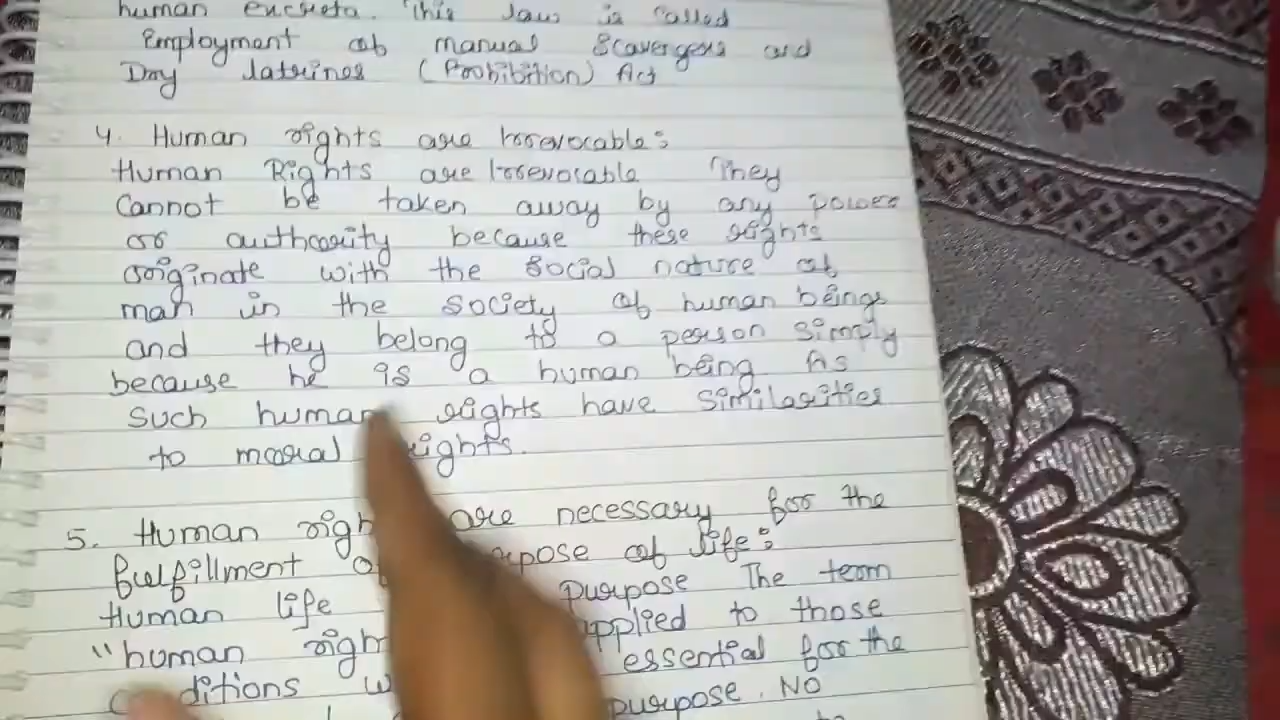 human excreta. This law is called
Employment of manual Scavengers and
Dry latrines (Prohibition) Act
4. Human rights are Irrevocable:
Human Rights are Irrevocable They
cannot be taken away by any power
or authority because these rights
originate with the social nature of
man in the society of human beings
and they belong to a person simply
because he is a human being As
such human rights have similarities
to moral rights.
5. Human are necessary for the
fulfillment of life:
Human life purpose The term
"human applied to those
essential for the
purpose. No